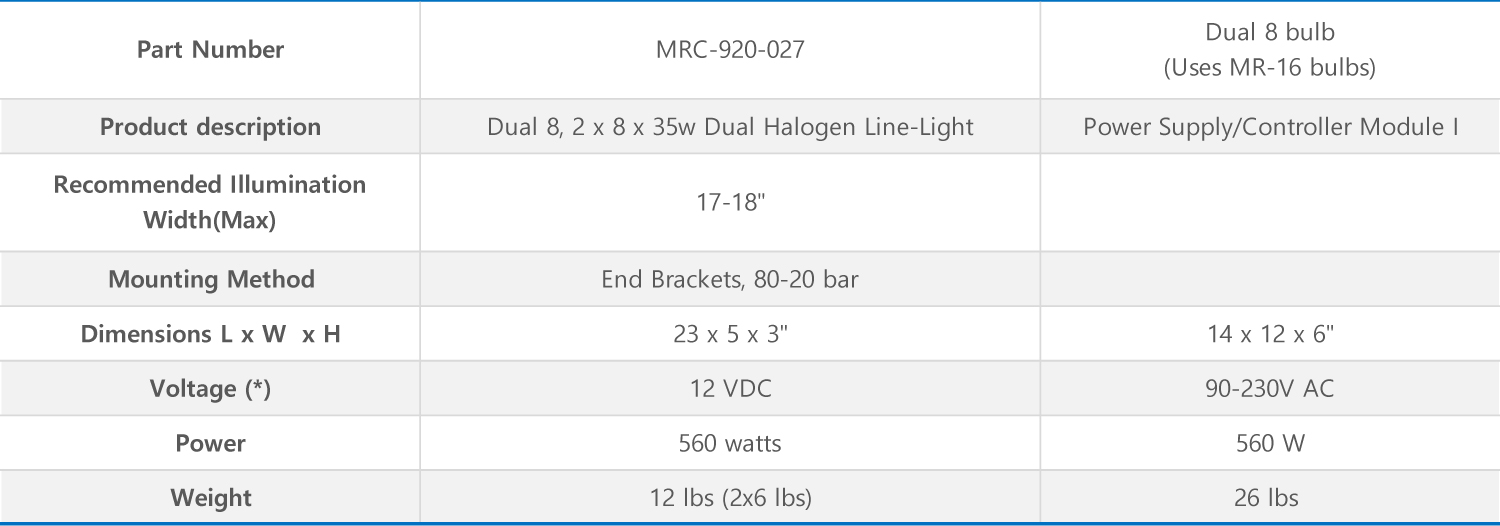 Part Number
MRC-920-027
Dual 8 bulb
(Uses MR-16 bulbs)
Product description
Dual 8, 2 x 8 x 35w Dual Halogen Line-Light
Power Supply/Controller Module I
Recommended Illumination
Width(Max)
17-18"
Mounting Method
End Brackets, 80-20 bar
Dimensions L x W  x H
23 x 5 x 3"
14 x 12 x 6"
Voltage (*)
12 VDC
90-230V AC
Power
560 watts
560 W
Weight
12 lbs (2x6 lbs)
26 lbs